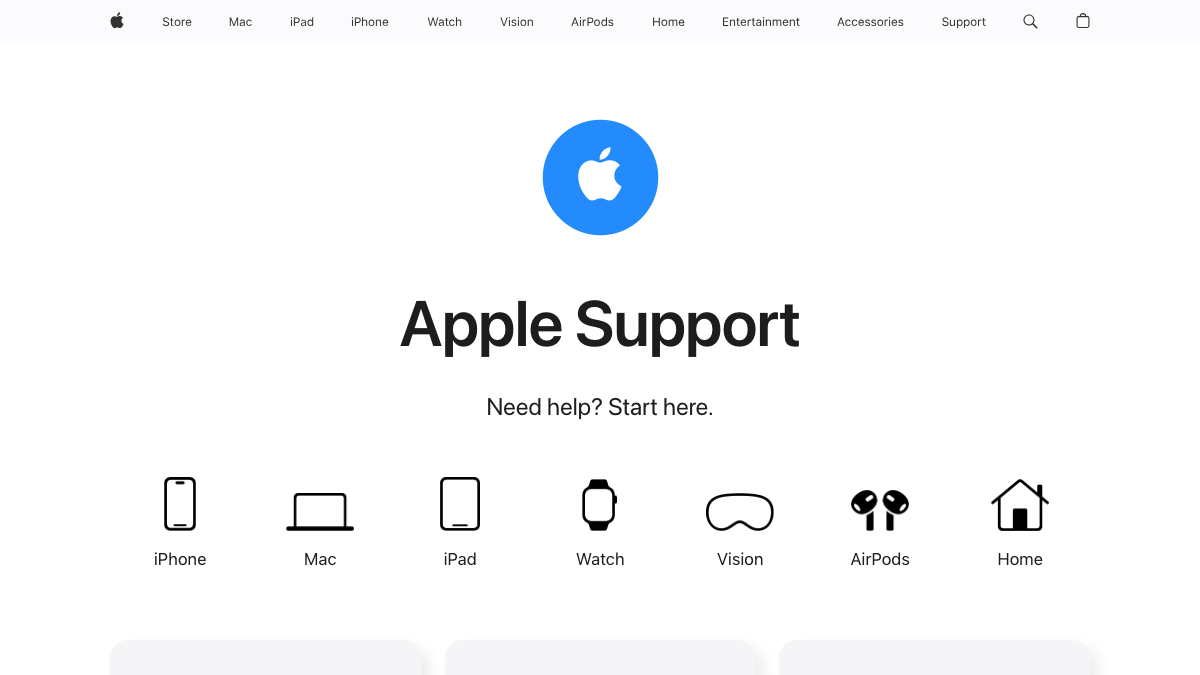 Store Mac iPad iPhone Watch Vision AirPods Home Entertainment Accessories Support
Apple Support
Need help? Start here.
iPhone Mac iPad Watch Vision AirPods Home